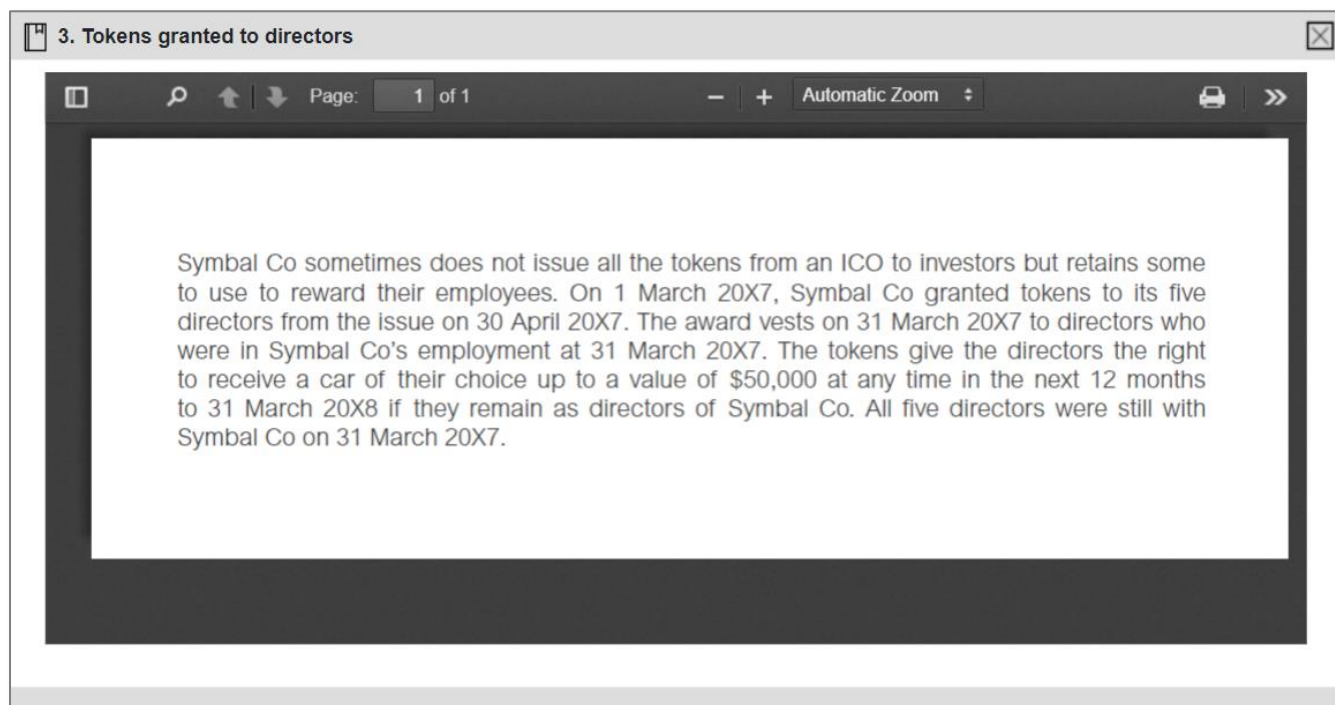 3. Tokens granted to directors
Page: 1 of 1 Automatic Zoom
Symbal Co sometimes does not issue all the tokens from an ICO to investors but retains some
to use to reward their employees. On 1 March 20X7, Symbal Co granted tokens to its five
directors from the issue on 30 April 20X7. The award vests on 31 March 20X7 to directors who
were in Symbal Co's employment at 31 March 20X7. The tokens give the directors the right
to receive a car of their choice up to a value of $50,000 at any time in the next 12 months
to 31 March 20X8 if they remain as directors of Symbal Co. All five directors were still with
Symbal Co on 31 March 20X7.